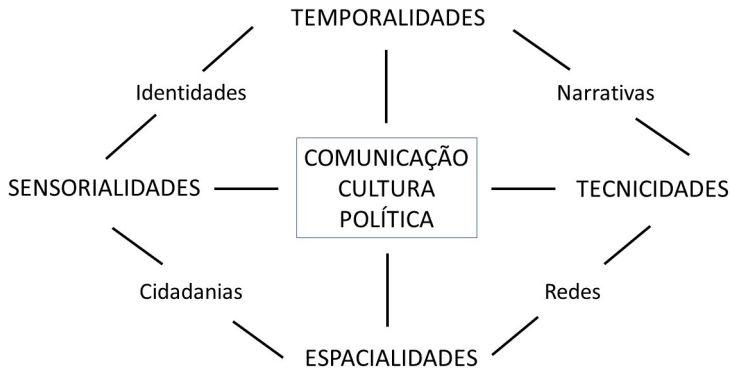 TEMPORALIDADES
Identidades
Narrativas
COMUNICAÇÃO
CULTURA
POLÍTICA
SENSORIALIDADES
TECNICIDADES
Cidadanias
Redes
ESPACIALIDADES